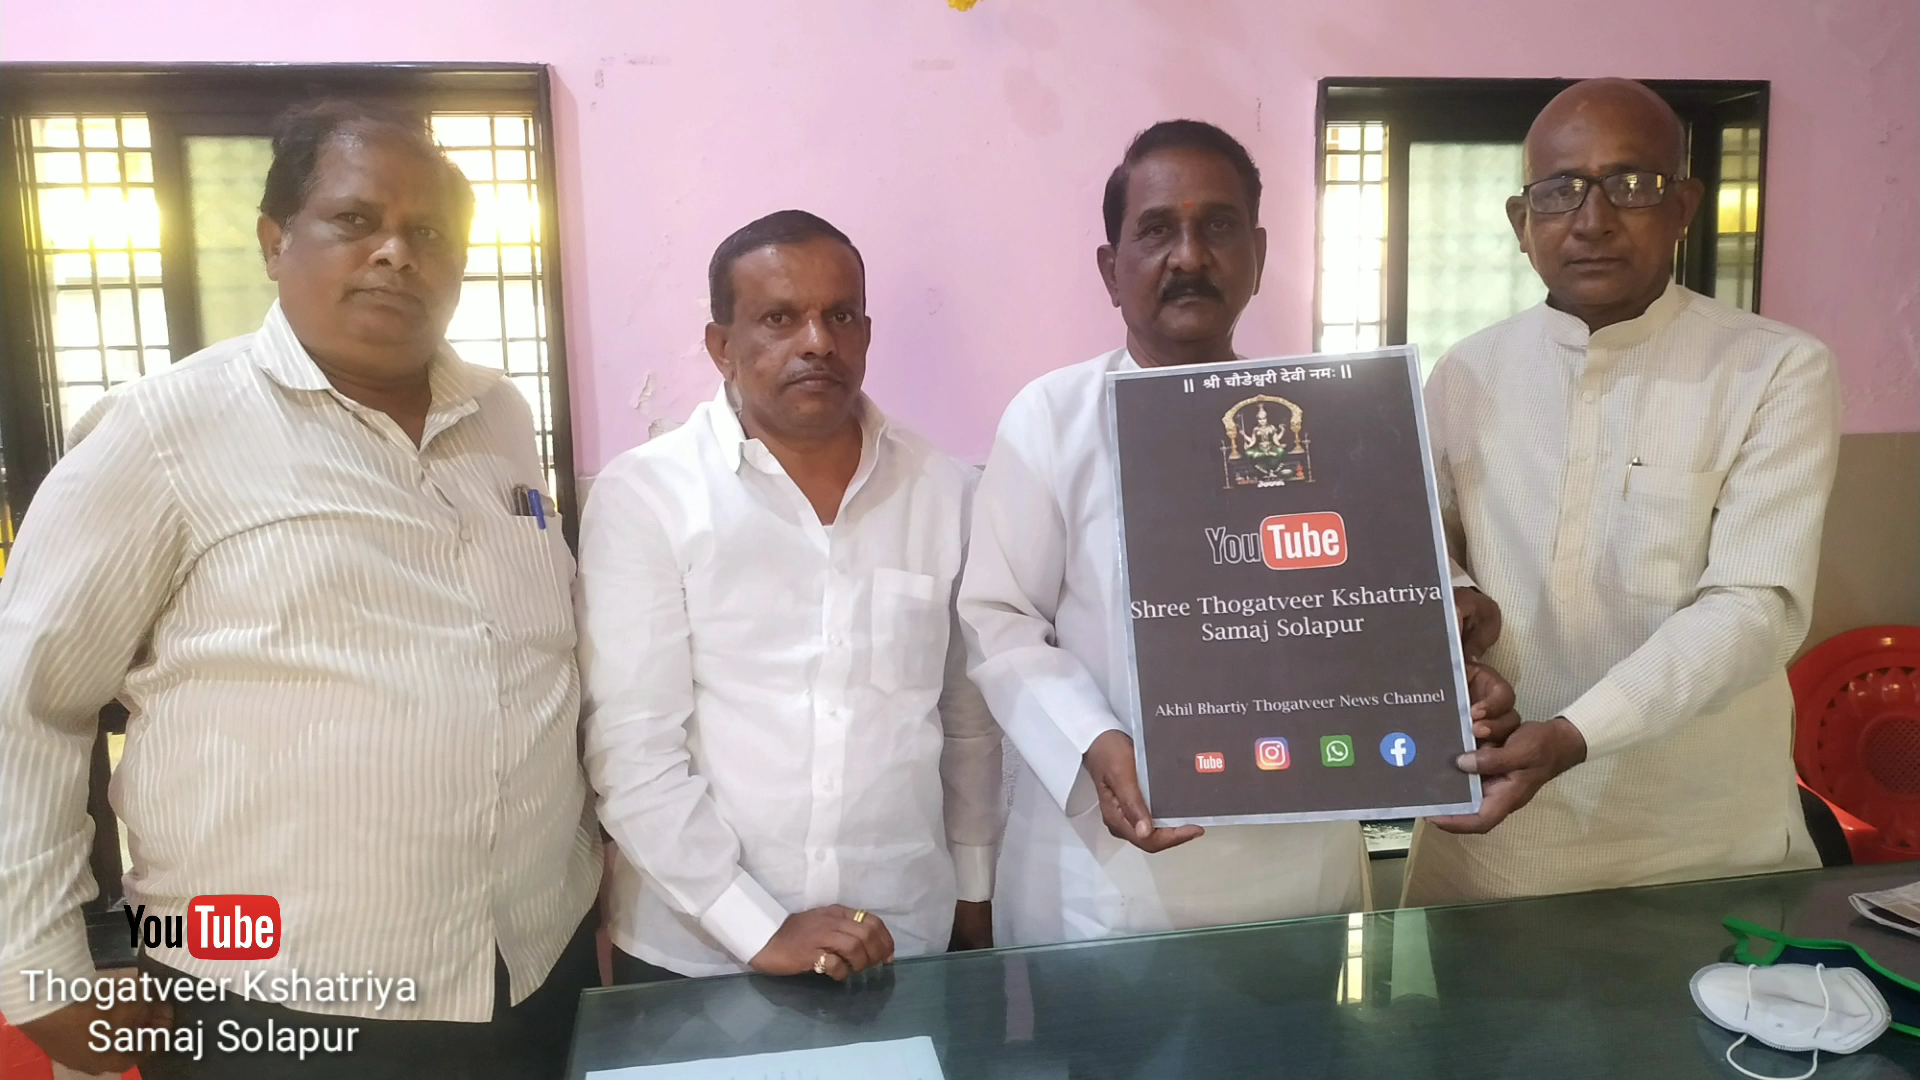 || श्री चौडेश्वरी देवी नमः ||
YouTube
Shree Thogatveer Kshatriya
Samaj Solapur
Akhil Bhartiy Thogatveer News Channel
Tube
YouTube
Thogatveer Kshatriya
Samaj Solapur